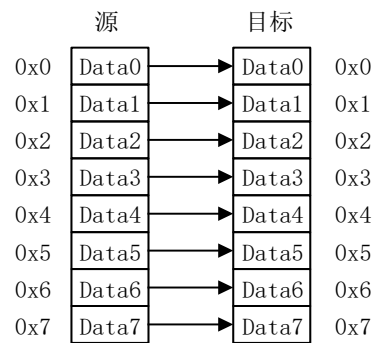 源 目标
0x0 Data0 Data0 0x0
0x1 Data1 Data1 0x1
0x2 Data2 Data2 0x2
0x3 Data3 Data3 0x3
0x4 Data4 Data4 0x4
0x5 Data5 Data5 0x5
0x6 Data6 Data6 0x6
0x7 Data7 Data7 0x7